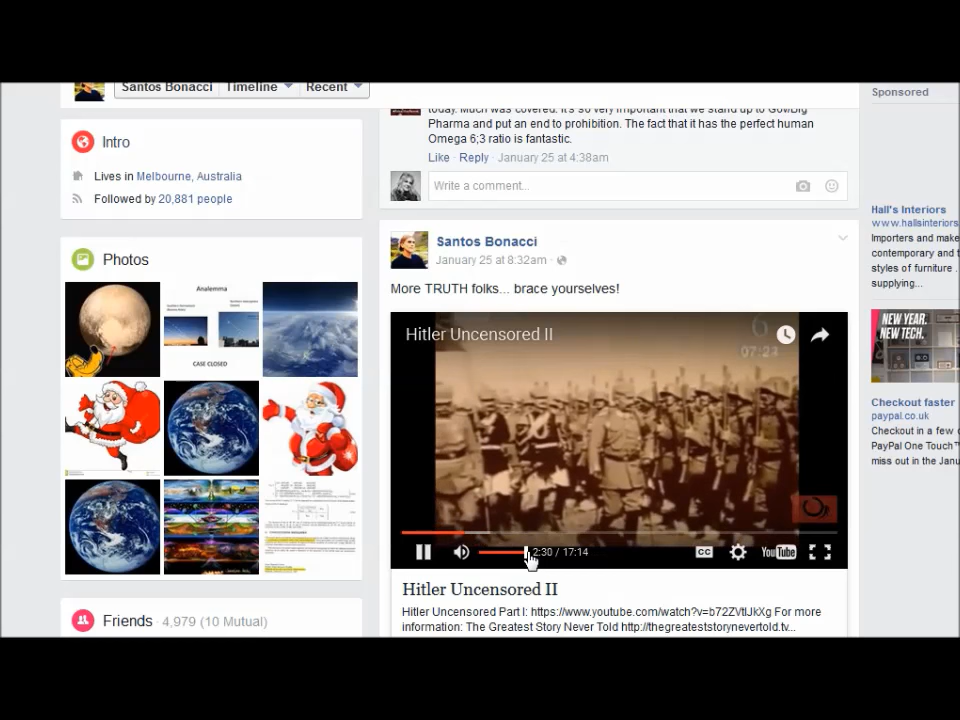 Santos Bonacci Timeline Recent
Sponsored
Intro
Lives in Melbourne, Australia
Followed by 20,881 people
Photos
Analemma
CASE CLOSED
Friends · 4,979 (10 Mutual)
today. Much was covered. It's so very important that we stand up to Gov/Big
Pharma and put an end to prohibition. The fact that it has the perfect human
Omega 6;3 ratio is fantastic.
Like · Reply · January 25 at 4:38am
Write a comment...
Santos Bonacci
January 25 at 8:32am ·
More TRUTH folks... brace yourselves!
Hitler Uncensored II
6
07:21
2:30 / 17:14
CC
YouTube
Hitler Uncensored II
Hitler Uncensored Part I: https://www.youtube.com/watch?v=b72ZVtlJkXg For more
information: The Greatest Story Never Told http://thegreateststorynevertold.tv...
Hall's Interiors
www.hallsinteriors
Importers and make
contemporary and t
styles of furniture .
supplying...
NEW YEAR.
NEW TECH.
Checkout faster
paypal.co.uk
Check out in a few c
PayPal One Touch™
miss out in the Janu